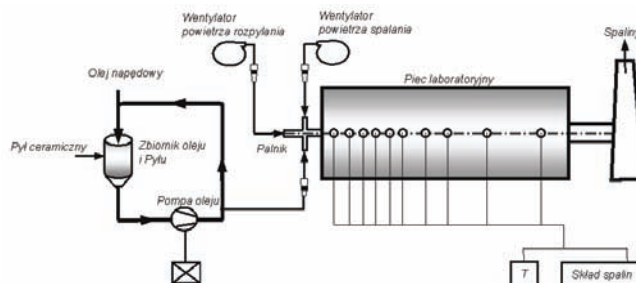 Wentylator
powietrza rozpylania
Wentylator
powietrza spalania
Spaliny
Olej napędowy
Piec laboratoryjny
Pył ceramiczny
Zbiornik oleju
i Pyłu
Palnik
Pompa oleju
T
Skład spalin